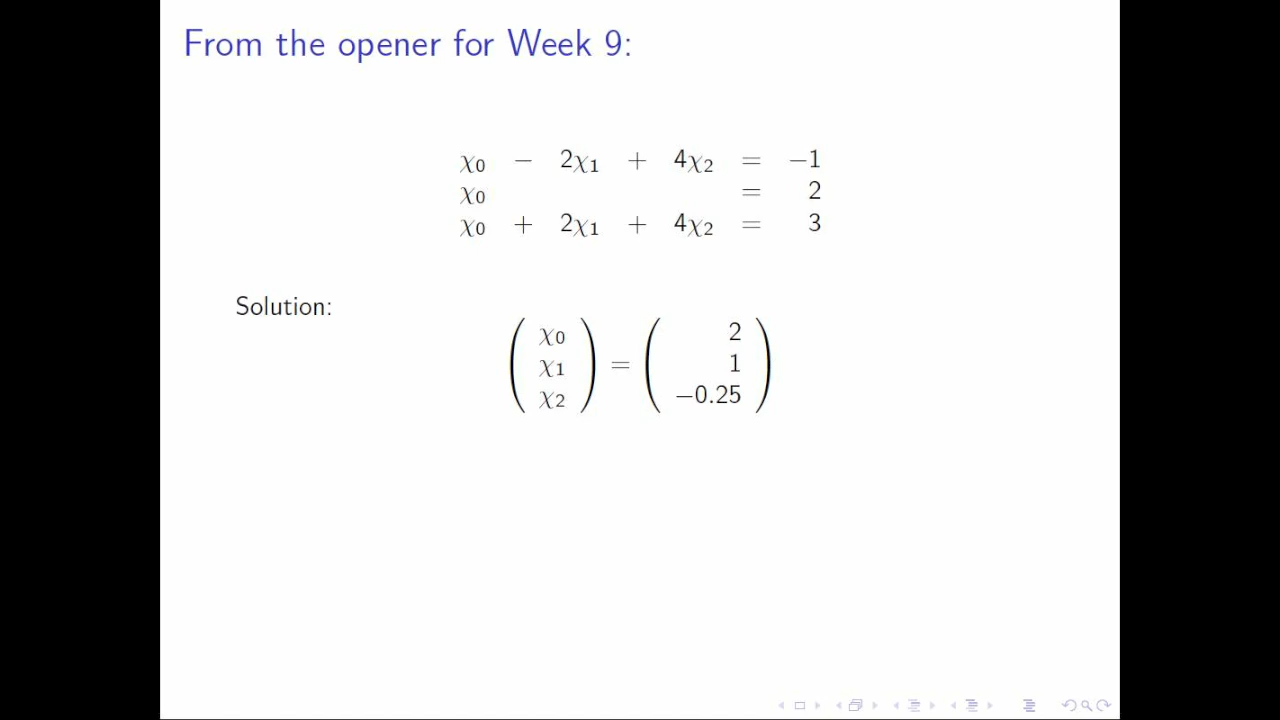 From the opener for Week 9:
χ0 − 2χ1 + 4χ2 = −1
χ0 = 2
χ0 + 2χ1 + 4χ2 = 3
Solution:
( χ0 ) = ( 2 )
( χ1 ) ( 1 )
( χ2 ) ( −0.25 )